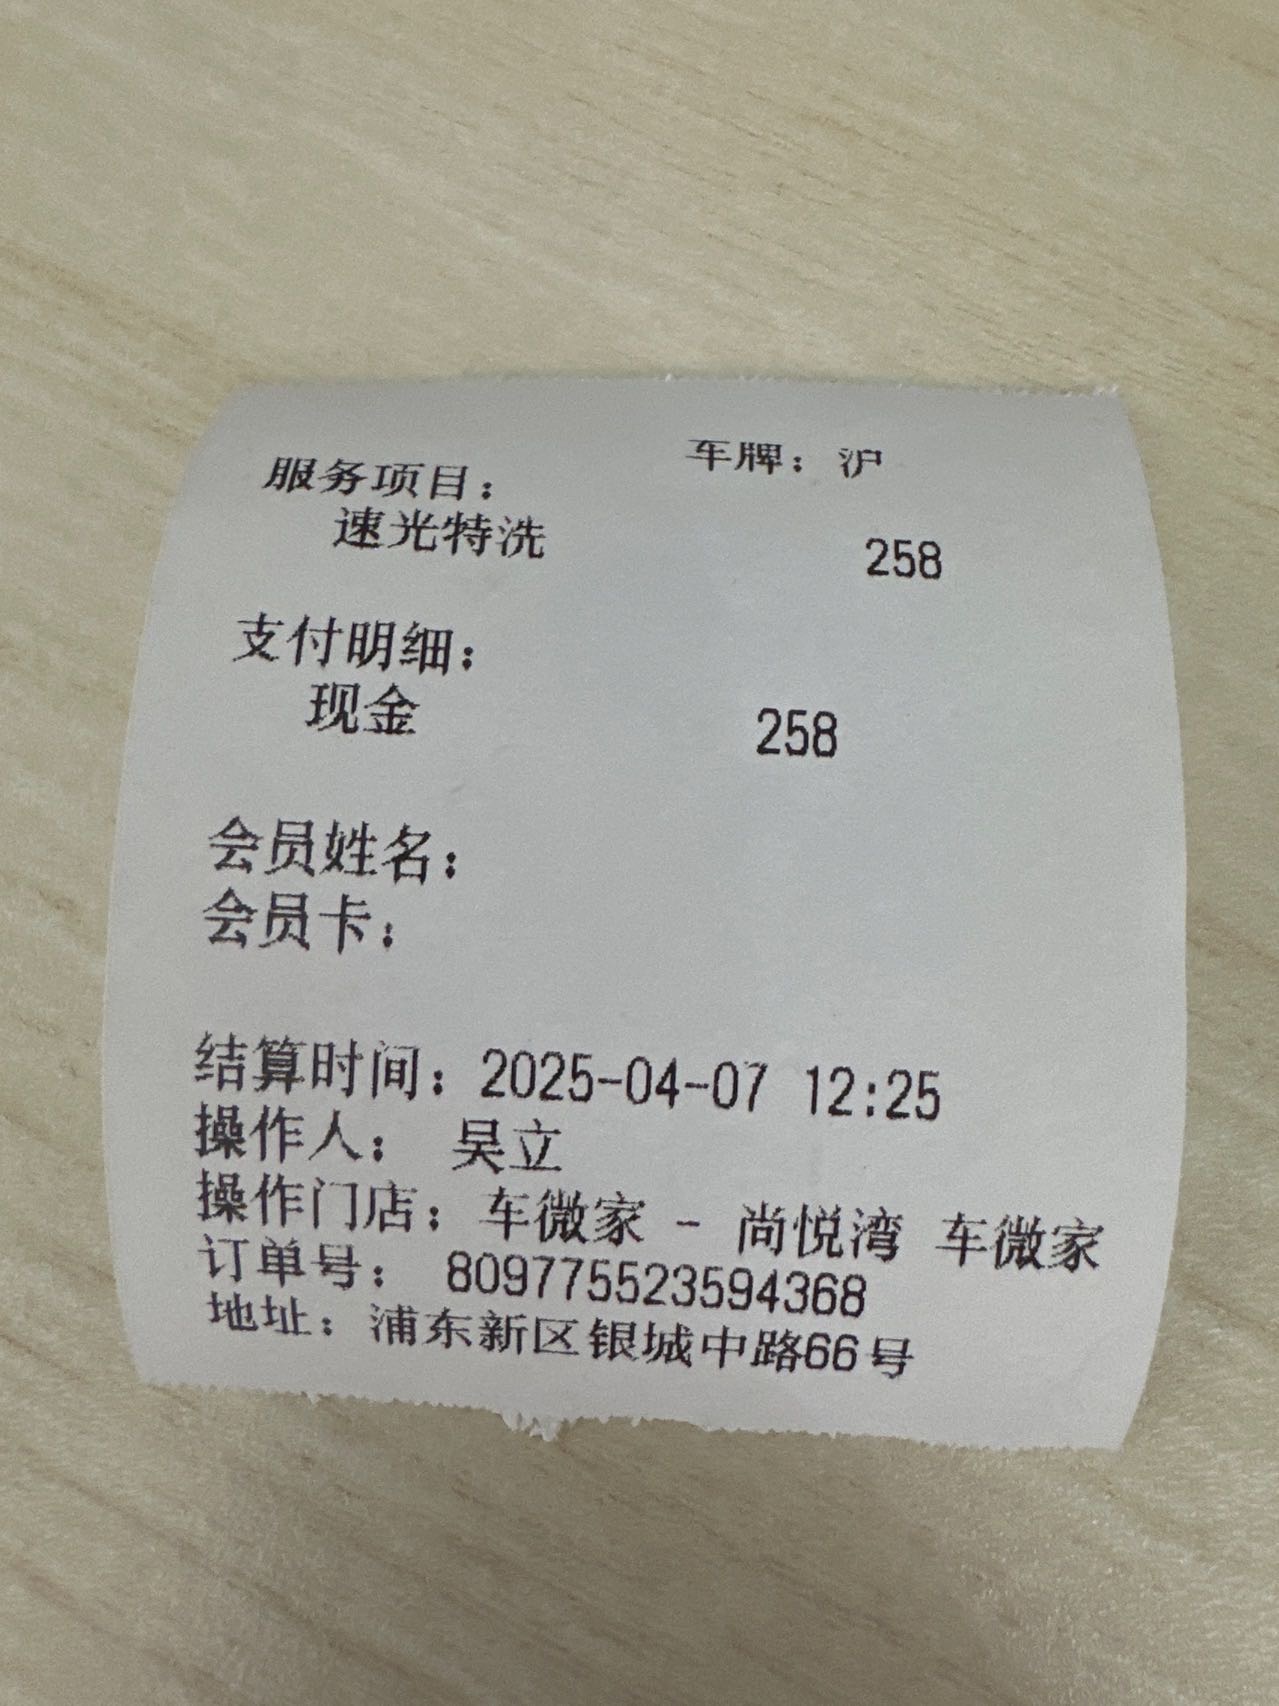 车牌：沪
服务项目：
速光特洗 258
支付明细：
现金 258
会员姓名：
会员卡：
结算时间：2025-04-07 12:25
操作人： 吴立
操作门店：车微家 - 尚悦湾 车微家
订单号： 809775523594368
地址：浦东新区银城中路66号